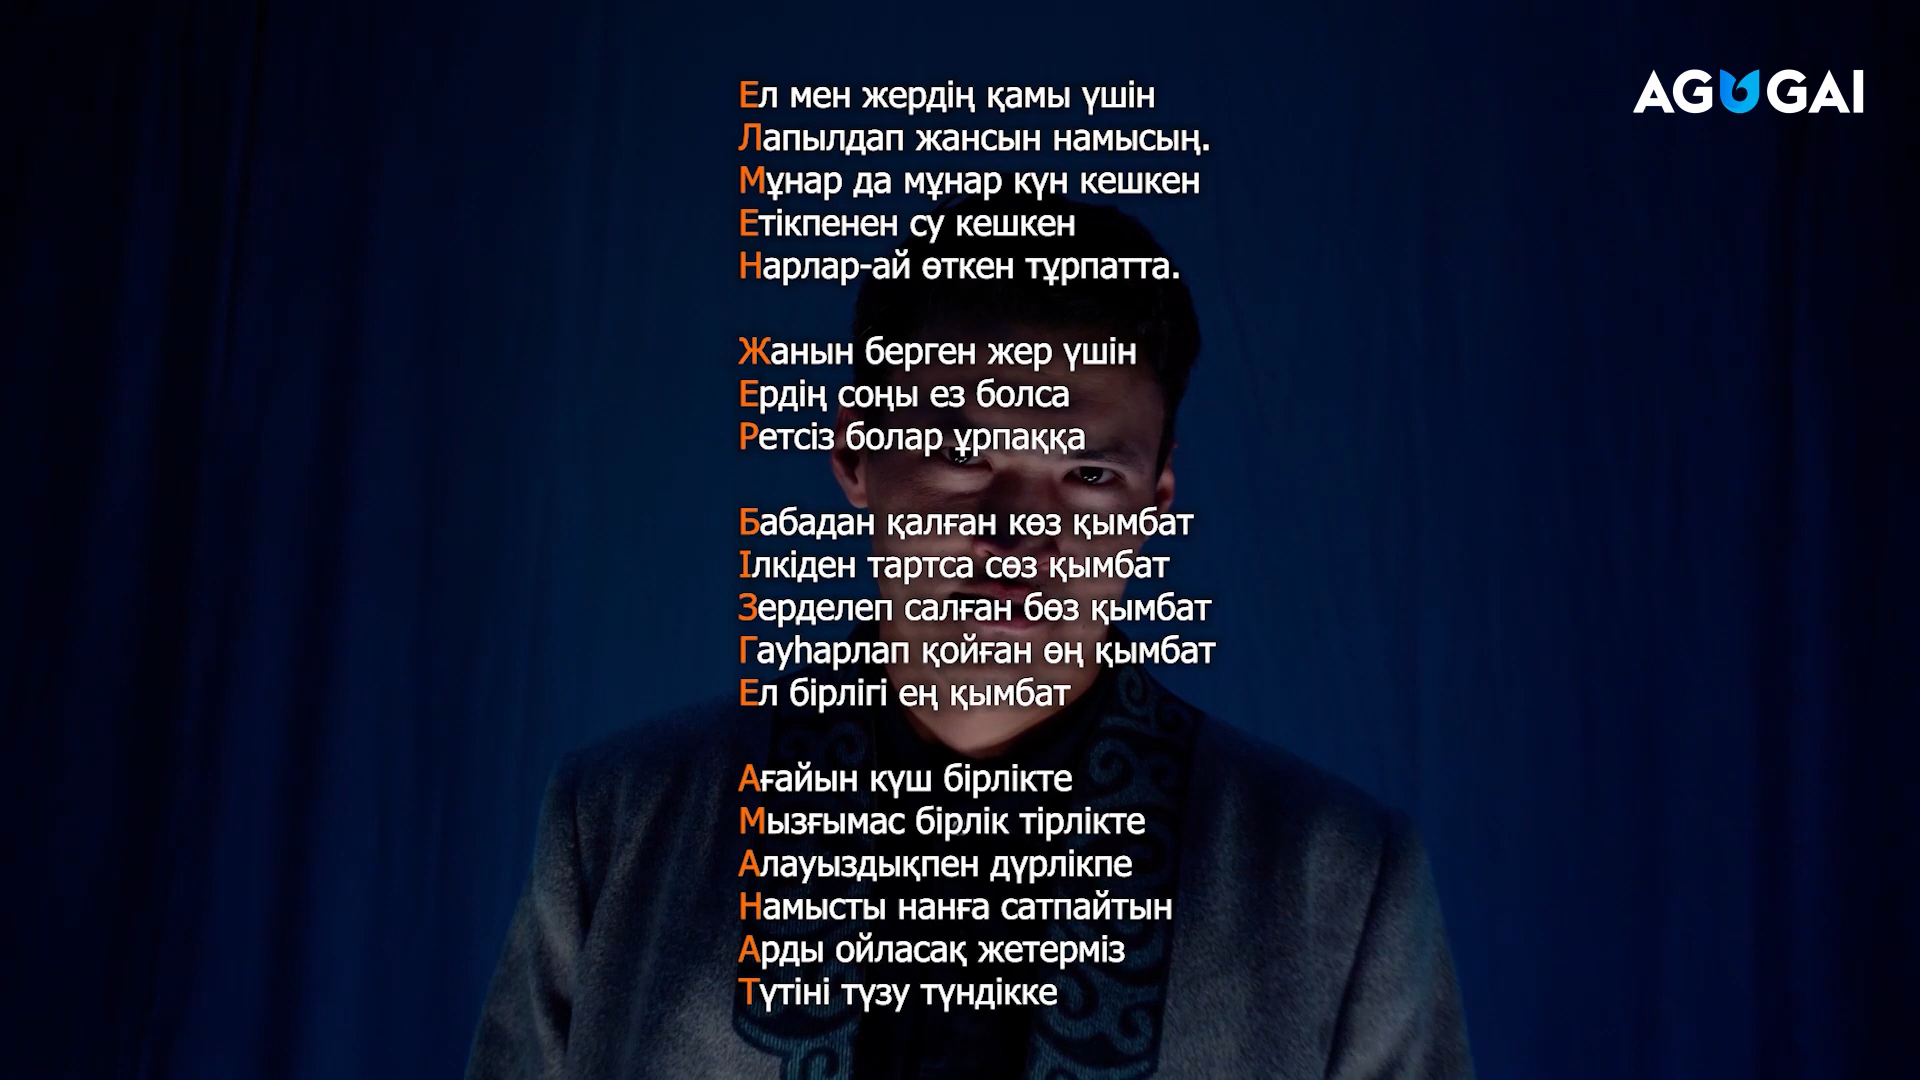 AGUGAI
Ел мен жердің қамы үшін
Лапылдап жансын намысың.
Мұнар да мұнар күн кешкен
Етікпенен су кешкен
Нарлар-ай өткен тұрпатта.
Жанын берген жер үшін
Ердің соңы ез болса
Ретсіз болар ұрпаққа
Бабадан қалған көз қымбат
Ілкіден тартса сөз қымбат
Зерделеп салған бөз қымбат
Гауһарлап қойған өң қымбат
Ел бірлігі ең қымбат
Ағайын күш бірлікте
Мызғымас бірлік тірлікте
Алауыздықпен дүрлікпе
Намысты нанға сатпайтын
Арды ойласақ жетерміз
Түтіні түзу түндікке